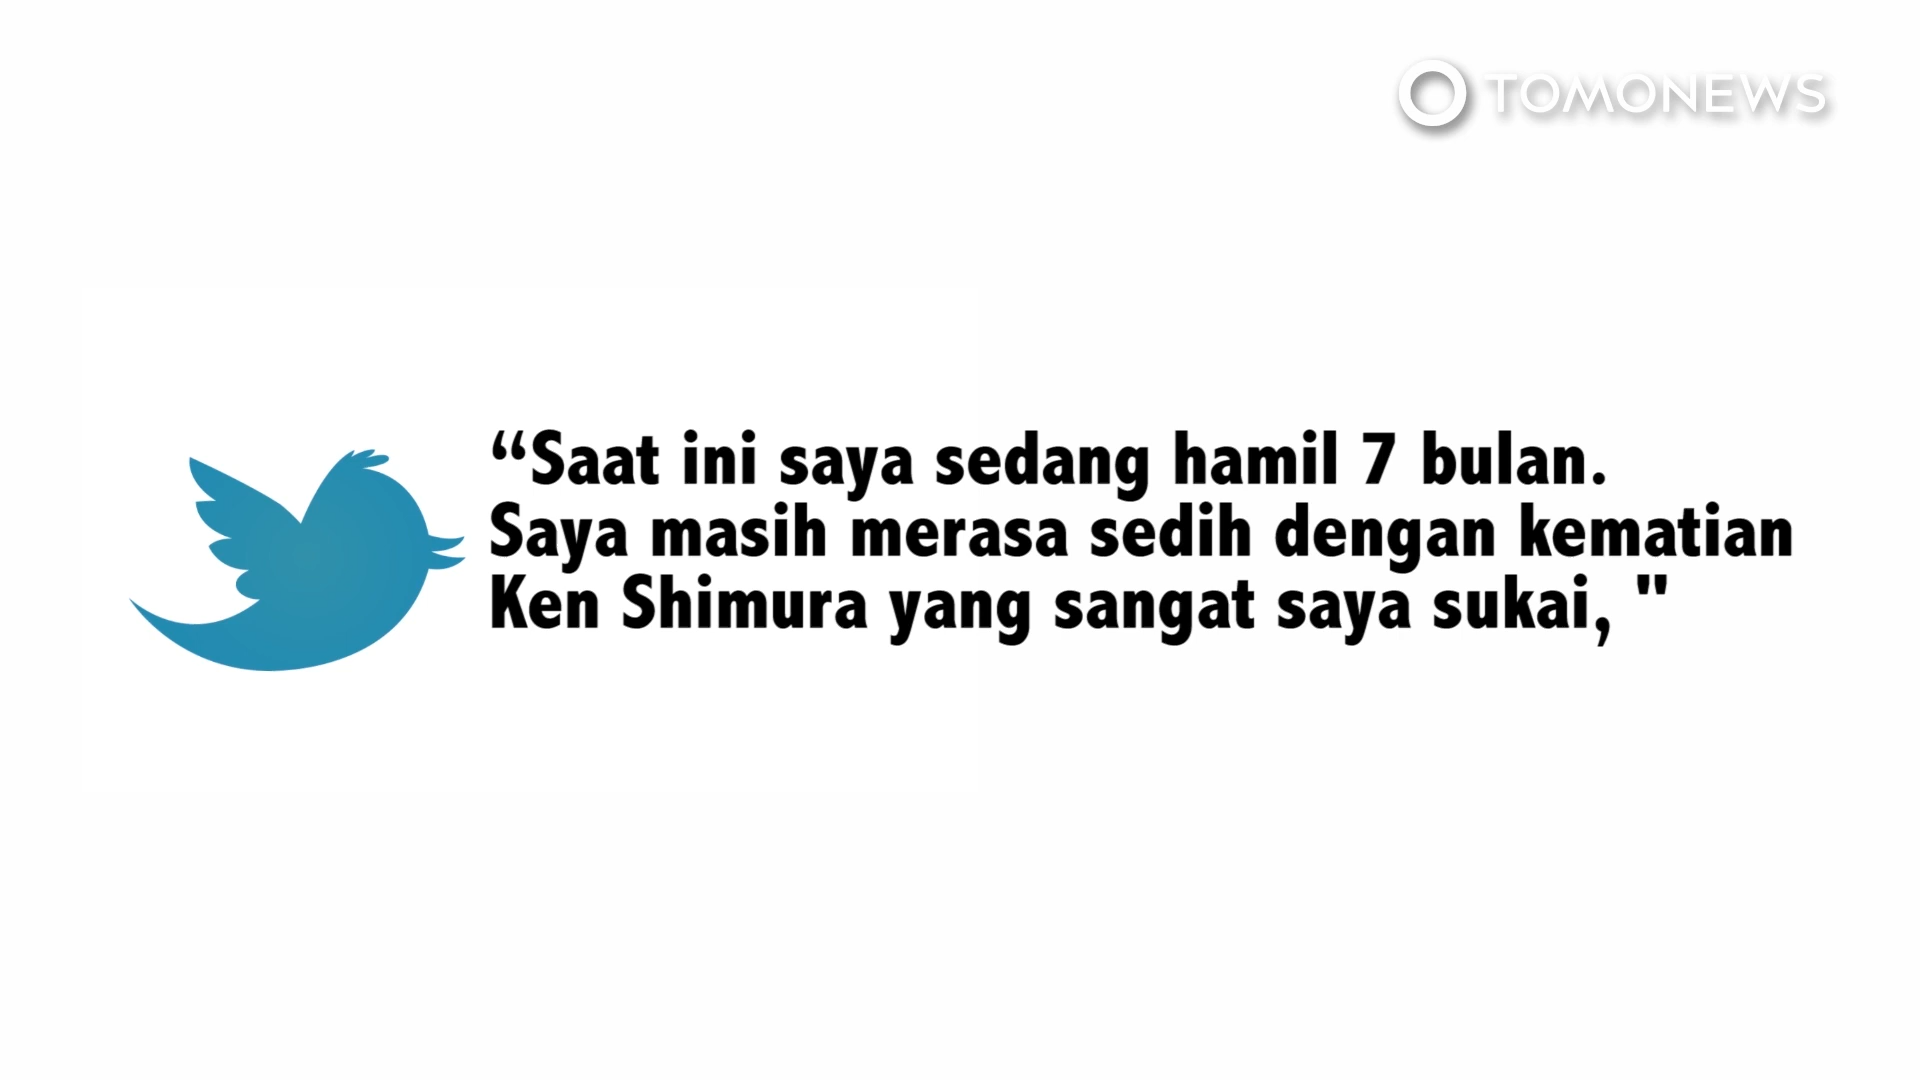 TOMONEWS
“Saat ini saya sedang hamil 7 bulan.
Saya masih merasa sedih dengan kematian
Ken Shimura yang sangat saya sukai, "